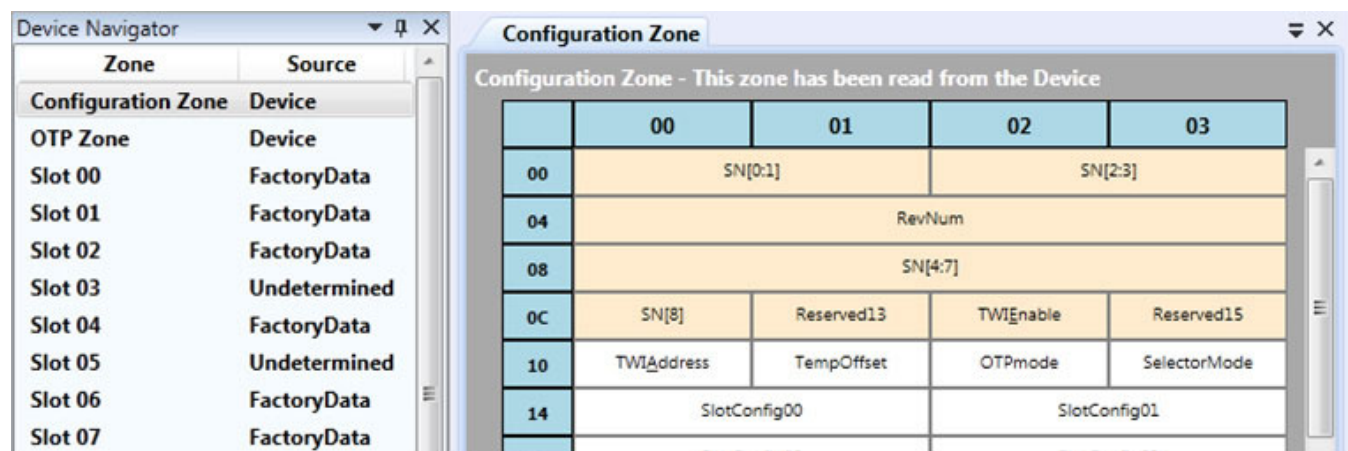 Device Navigator
Zone Source
Configuration Zone Device
OTP Zone Device
Slot 00 FactoryData
Slot 01 FactoryData
Slot 02 FactoryData
Slot 03 Undetermined
Slot 04 FactoryData
Slot 05 Undetermined
Slot 06 FactoryData
Slot 07 FactoryData
Configuration Zone
Configuration Zone - This zone has been read from the Device
00 01 02 03
00 SN[0:1] SN[2:3]
04 RevNum
08 SN[4:7]
0C SN[8] Reserved13 TWIEnable Reserved15
10 TWIAddress TempOffset OTPmode SelectorMode
14 SlotConfig00 SlotConfig01